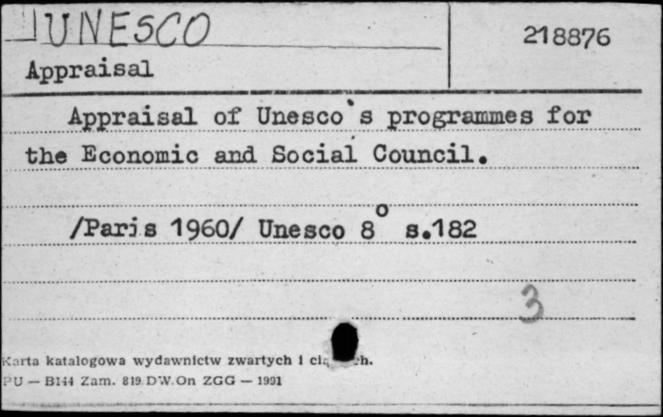 UNESCO
218876
Appraisal
Appraisal of Unesco's programmes for
the Economic and Social Council.
/Paris 1960/ Unesco 8° s.182
3
Karta katalogowa wydawnictw zwartych i
PU — B144 Zam. 819. DW. On ZGG — 1991